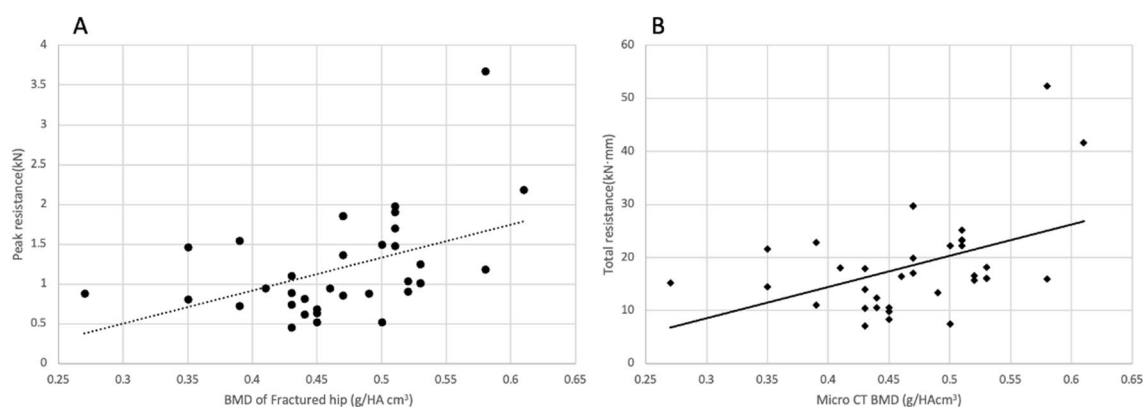 A
4
3.5
3
2.5
2
1.5
1
0.5
0
Peak resistance(kN)
0.25 0.3 0.35 0.4 0.45 0.5 0.55 0.6 0.65
BMD of Fractured hip (g/HA cm³)
B
60
50
40
30
20
10
0
Total resistance(kN·mm)
0.25 0.3 0.35 0.4 0.45 0.5 0.55 0.6 0.65
Micro CT BMD (g/HAcm³)